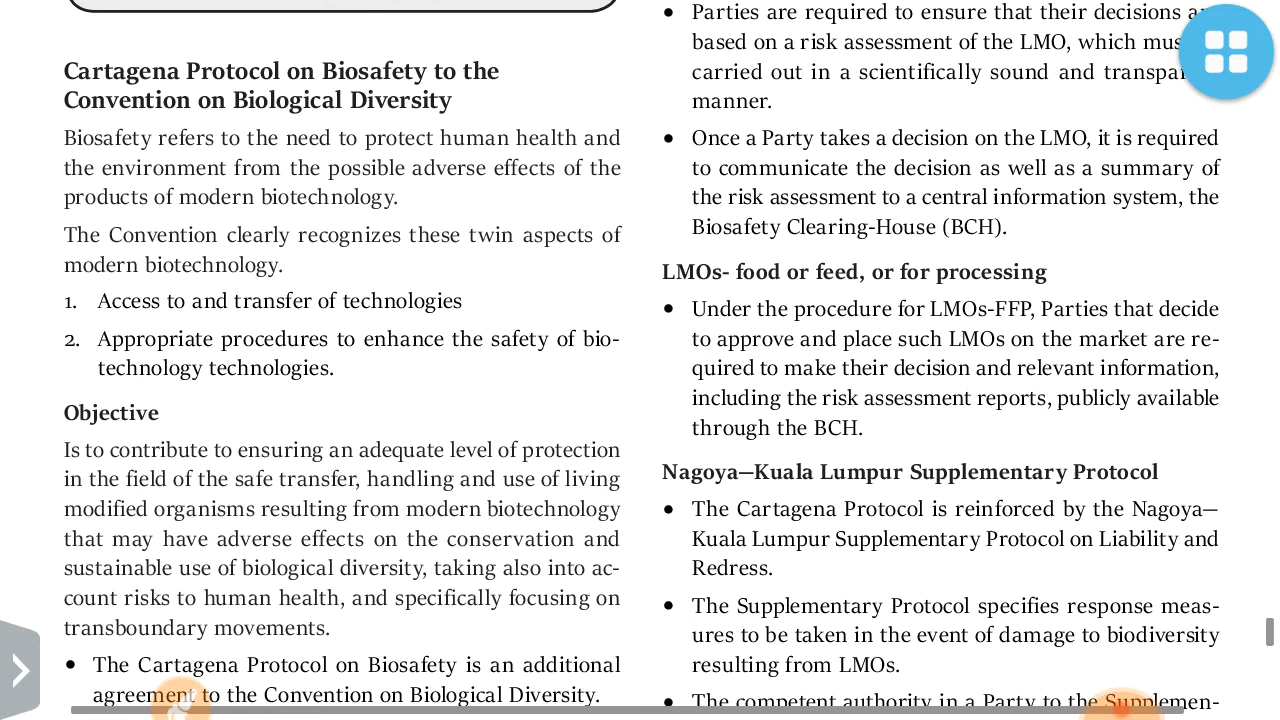 Cartagena Protocol on Biosafety to the
Convention on Biological Diversity
Biosafety refers to the need to protect human health and
the environment from the possible adverse effects of the
products of modern biotechnology.
The Convention clearly recognizes these twin aspects of
modern biotechnology.
1. Access to and transfer of technologies
2. Appropriate procedures to enhance the safety of bio-
technology technologies.
Objective
Is to contribute to ensuring an adequate level of protection
in the field of the safe transfer, handling and use of living
modified organisms resulting from modern biotechnology
that may have adverse effects on the conservation and
sustainable use of biological diversity, taking also into ac-
count risks to human health, and specifically focusing on
transboundary movements.
• The Cartagena Protocol on Biosafety is an additional
agreement to the Convention on Biological Diversity.
• Parties are required to ensure that their decisions
based on a risk assessment of the LMO, which
carried out in a scientifically sound and
manner.
• Once a Party takes a decision on the LMO, it is required
to communicate the decision as well as a summary of
the risk assessment to a central information system, the
Biosafety Clearing-House (BCH).
LMOs- food or feed, or for processing
• Under the procedure for LMOs-FFP, Parties that decide
to approve and place such LMOs on the market are re-
quired to make their decision and relevant information,
including the risk assessment reports, publicly available
through the BCH.
Nagoya—Kuala Lumpur Supplementary Protocol
• The Cartagena Protocol is reinforced by the Nagoya—
Kuala Lumpur Supplementary Protocol on Liability and
Redress.
• The Supplementary Protocol specifies response meas-
ures to be taken in the event of damage to biodiversity
resulting from LMOs.
• The competent authority in a Party to the Supplemen-